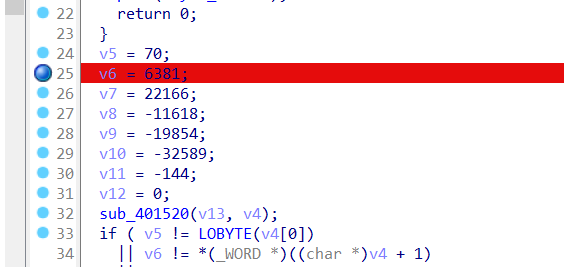 22 return 0;
23 }
24 v5 = 70;
25 v6 = 6381;
26 v7 = 22166;
27 v8 = -11618;
28 v9 = -19854;
29 v10 = -32589;
30 v11 = -144;
31 v12 = 0;
32 sub_401520(v13, v4);
33 if ( v5 != LOBYTE(v4[0])
34 || v6 != *(_WORD *)((char *)v4 + 1)